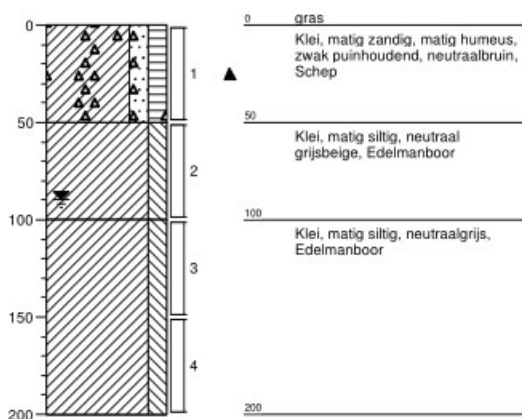 0
50
100
150
200
1
2
3
4
0
gras
Klei, matig zandig, matig humeus,
zwak puinhoudend, neutraalbruin,
Schep
50
Klei, matig siltig, neutraal
grijsbeige, Edelmanboor
100
Klei, matig siltig, neutraalgrijs,
Edelmanboor
200